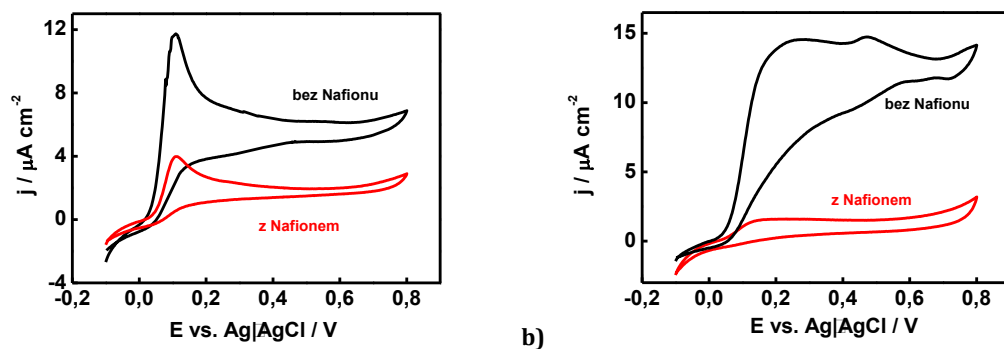 12
8
4
0
-4
j / µA cm⁻²
bez Nafionu
z Nafionem
-0,2 0,0 0,2 0,4 0,6 0,8
E vs. Ag|AgCl / V
b)
15
10
5
0
j / µA cm⁻²
bez Nafionu
z Nafionem
-0,2 0,0 0,2 0,4 0,6 0,8
E vs. Ag|AgCl / V